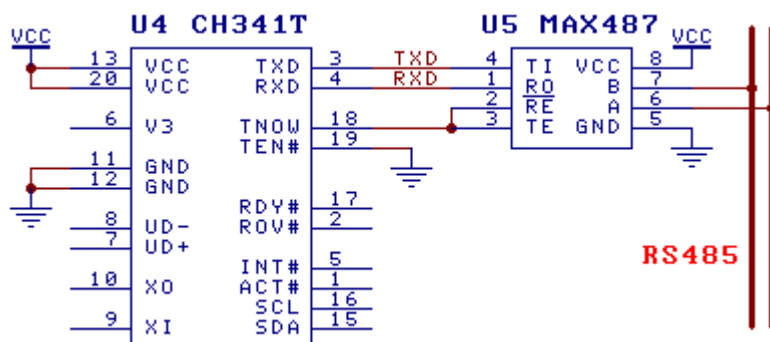 U4 CH341T
U5 MAX487
VCC
VCC
13 VCC TXD 3 TXD 4 TI VCC 8
20 VCC RXD 4 RXD 1 RO B 7
2 RE A 6
6 V3 TNOW 18 3 TE GND 5
TEN# 19
11 GND
12 GND
RDY# 17
8 UD- ROV# 2
7 UD+
INT# 5
RS485
10 XO ACT# 1
SCL 16
9 XI SDA 15